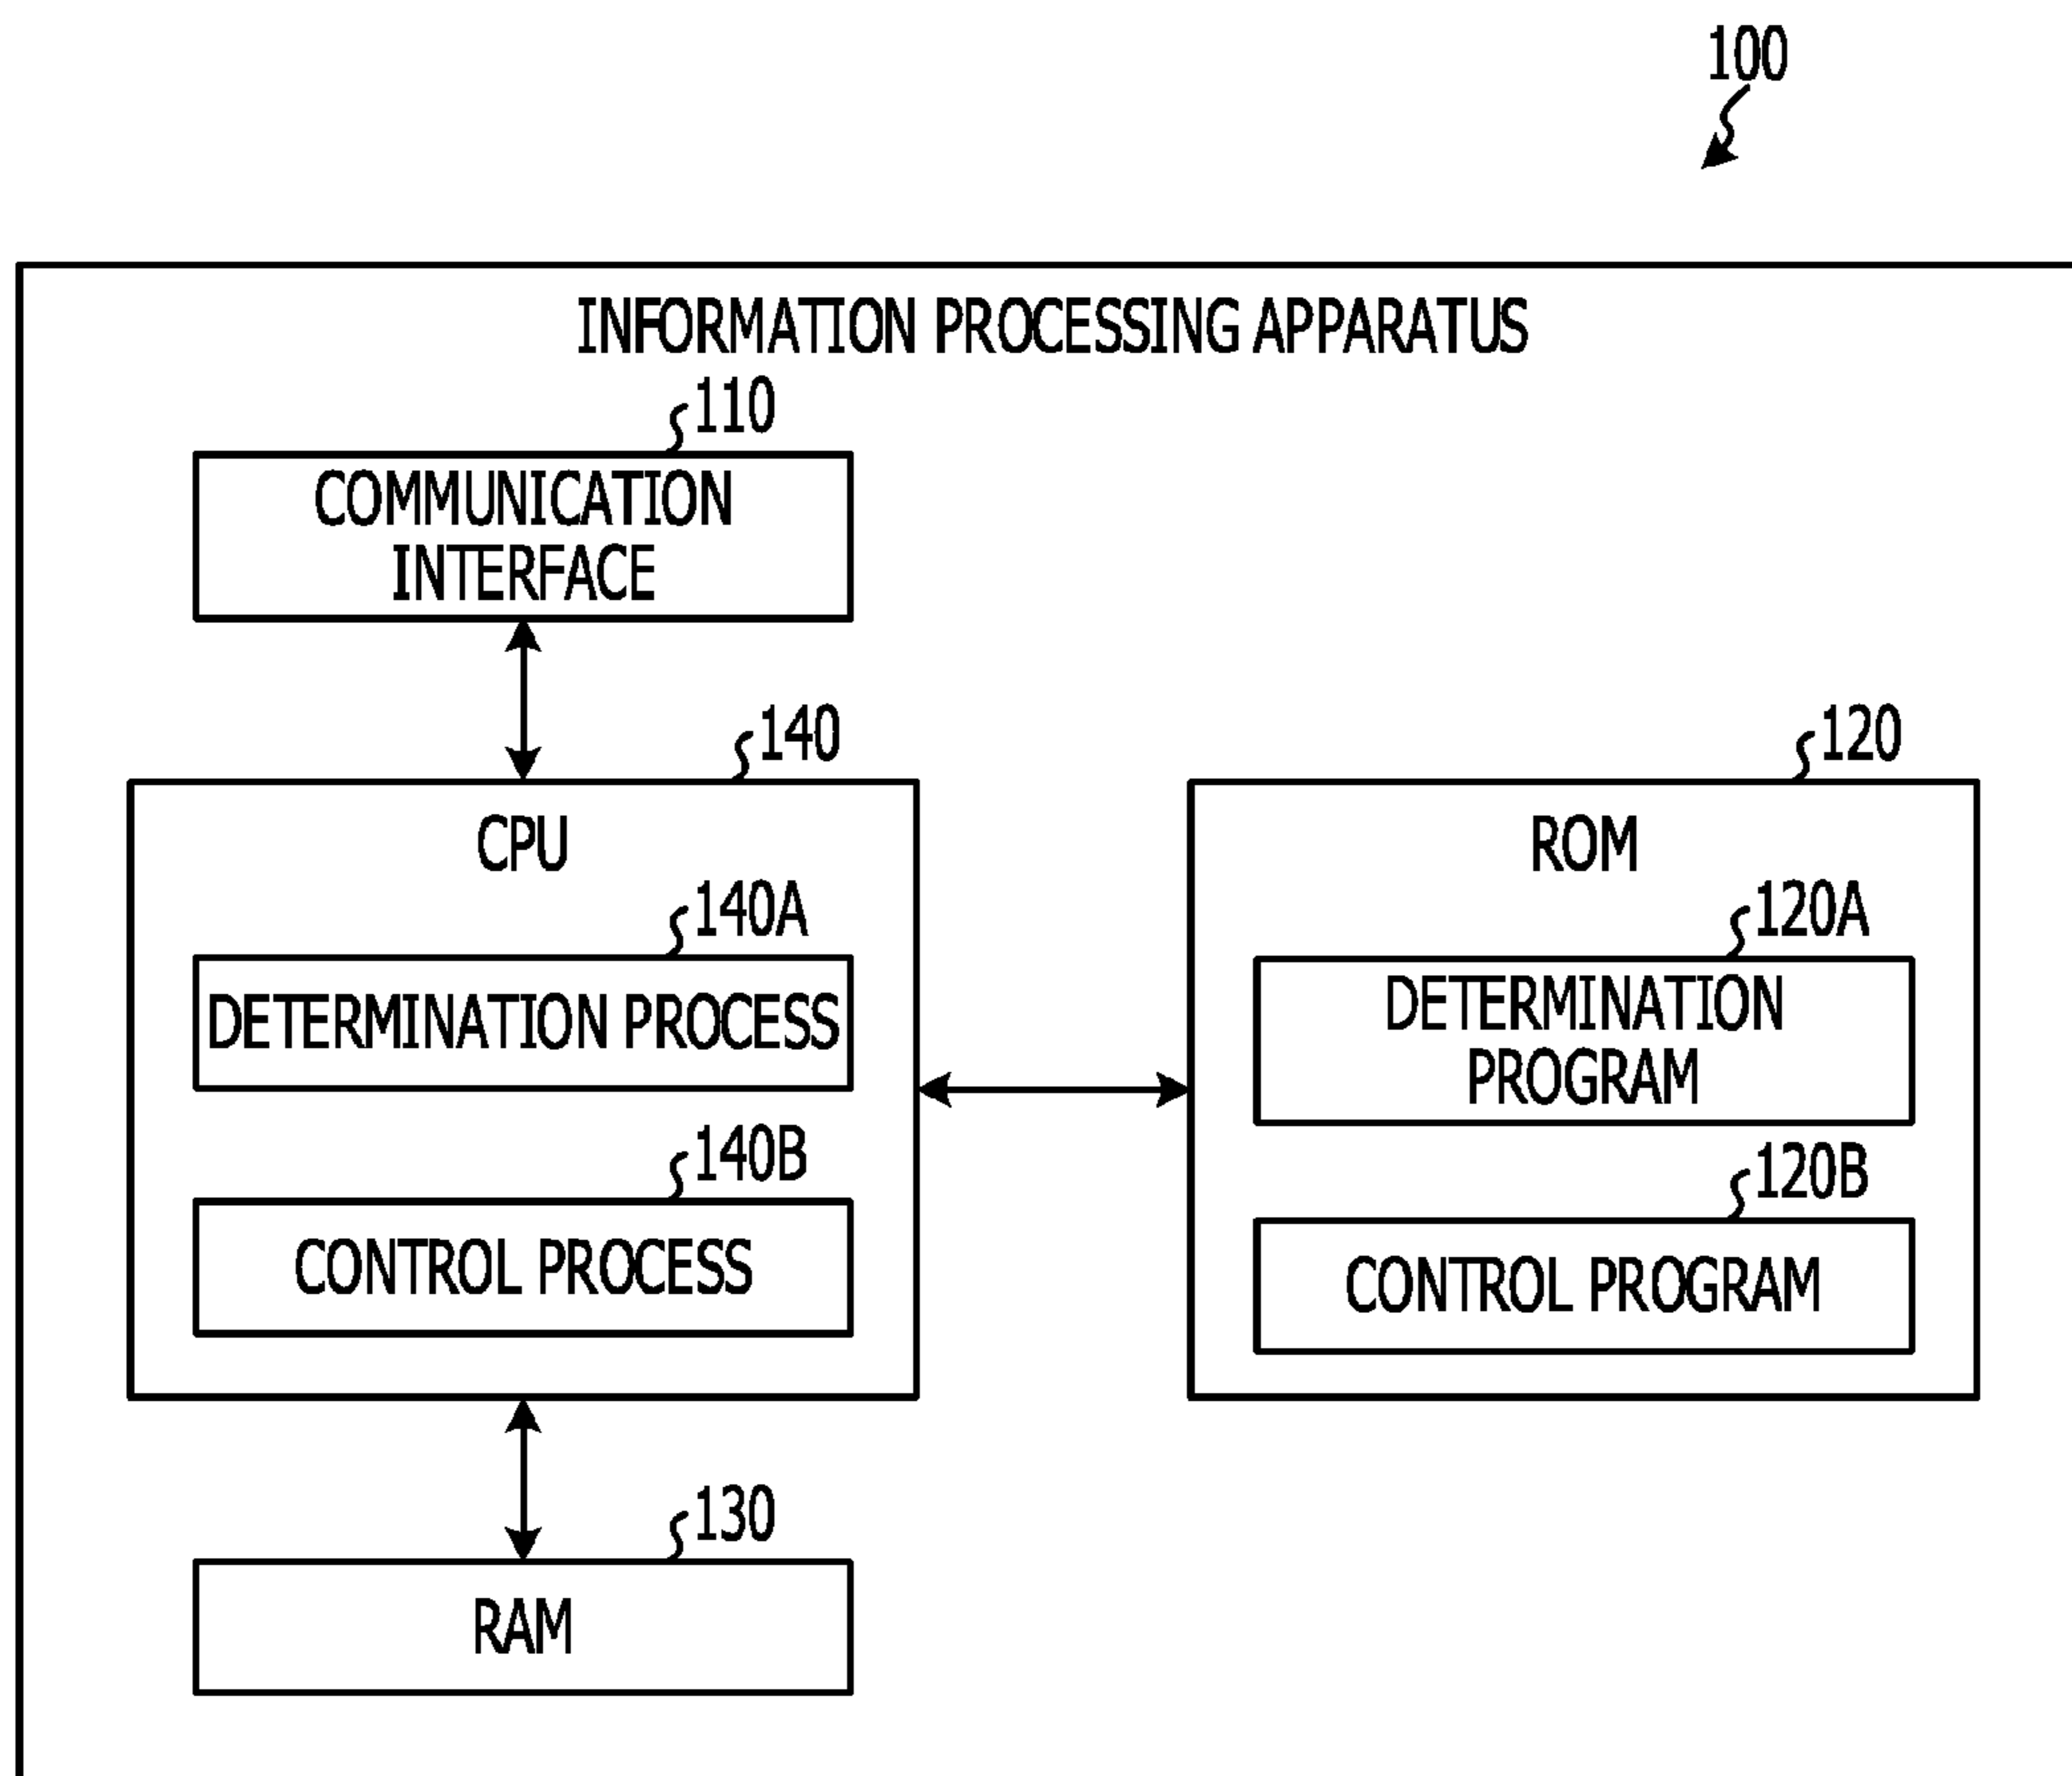 100
INFORMATION PROCESSING APPARATUS
110
COMMUNICATION
INTERFACE
140
CPU
140A
DETERMINATION PROCESS
140B
CONTROL PROCESS
120
ROM
120A
DETERMINATION
PROGRAM
120B
CONTROL PROGRAM
130
RAM